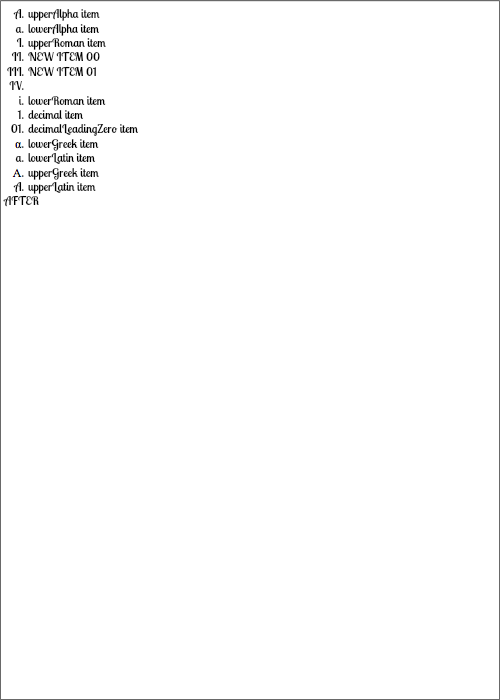 A. upperAlpha item
a. lowerAlpha item
I. upperRoman item
II. NEW ITEM 00
III. NEW ITEM 01
IV.
i. lowerRoman item
1. decimal item
01. decimalLeadingZero item
α. lowerGreek item
a. lowerLatin item
Α. upperGreek item
A. upperLatin item
AFTER